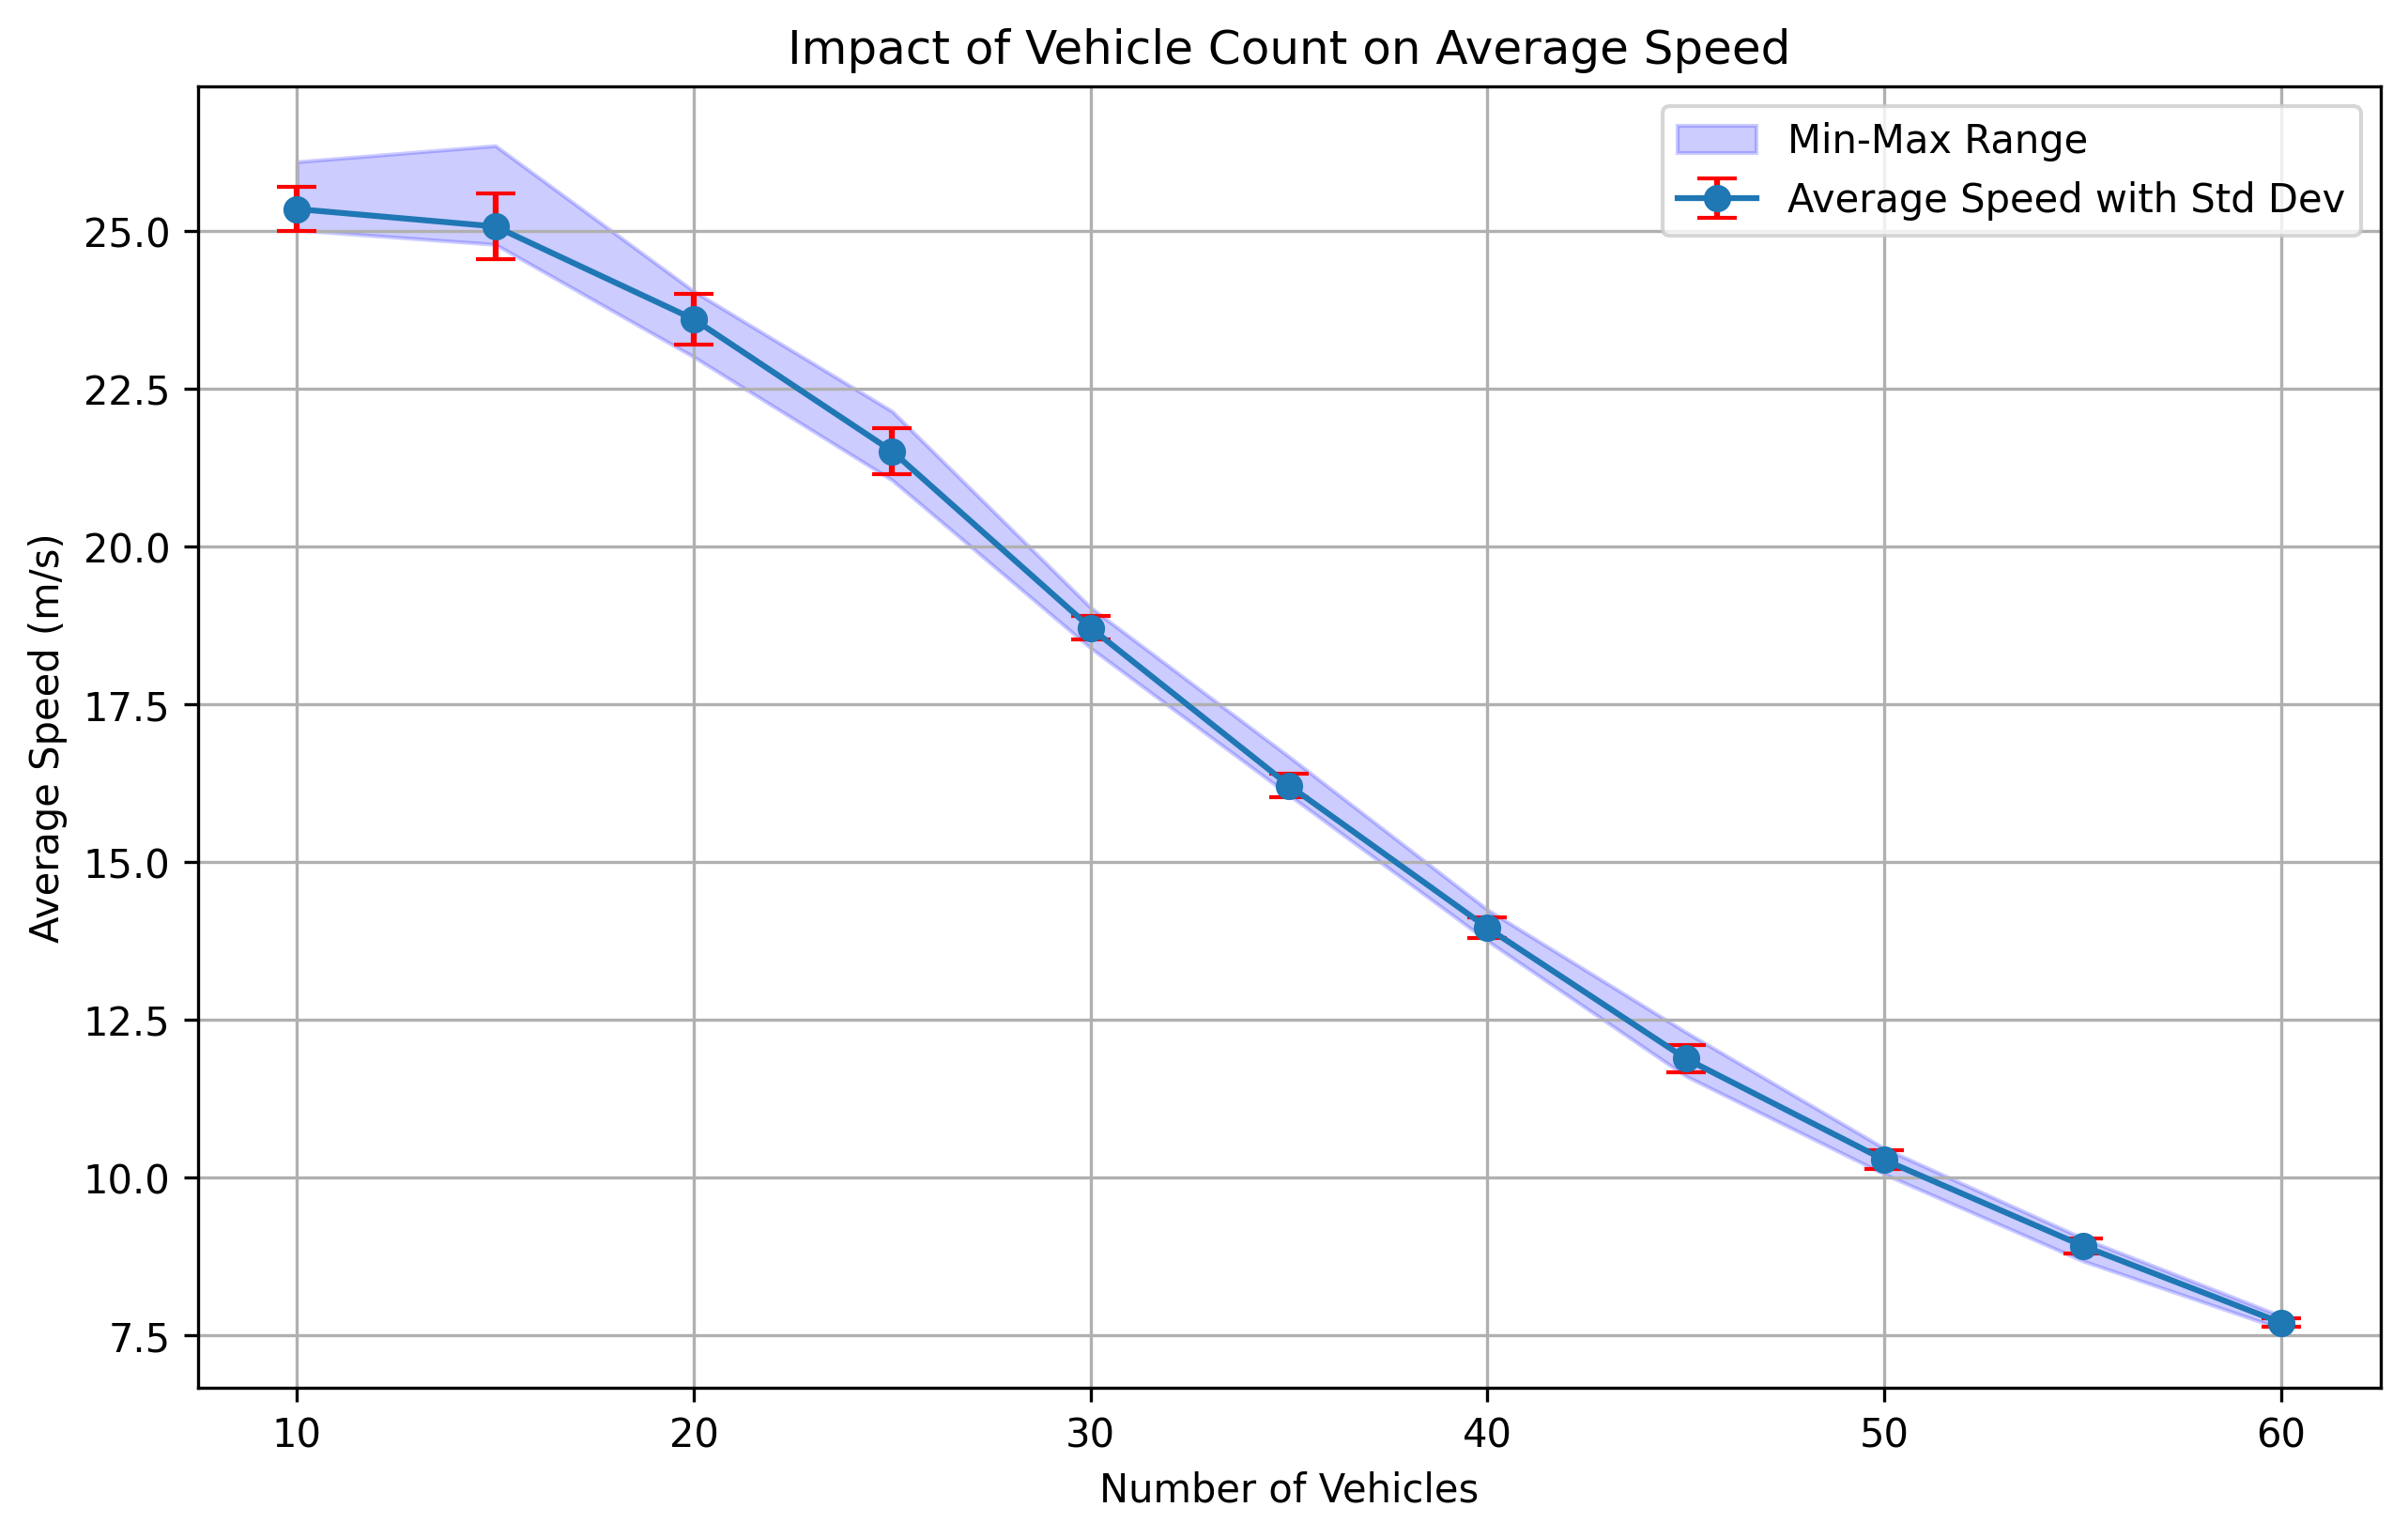 Impact of Vehicle Count on Average Speed
Min-Max Range
Average Speed with Std Dev
Average Speed (m/s)
25.0
22.5
20.0
17.5
15.0
12.5
10.0
7.5
10 20 30 40 50 60
Number of Vehicles